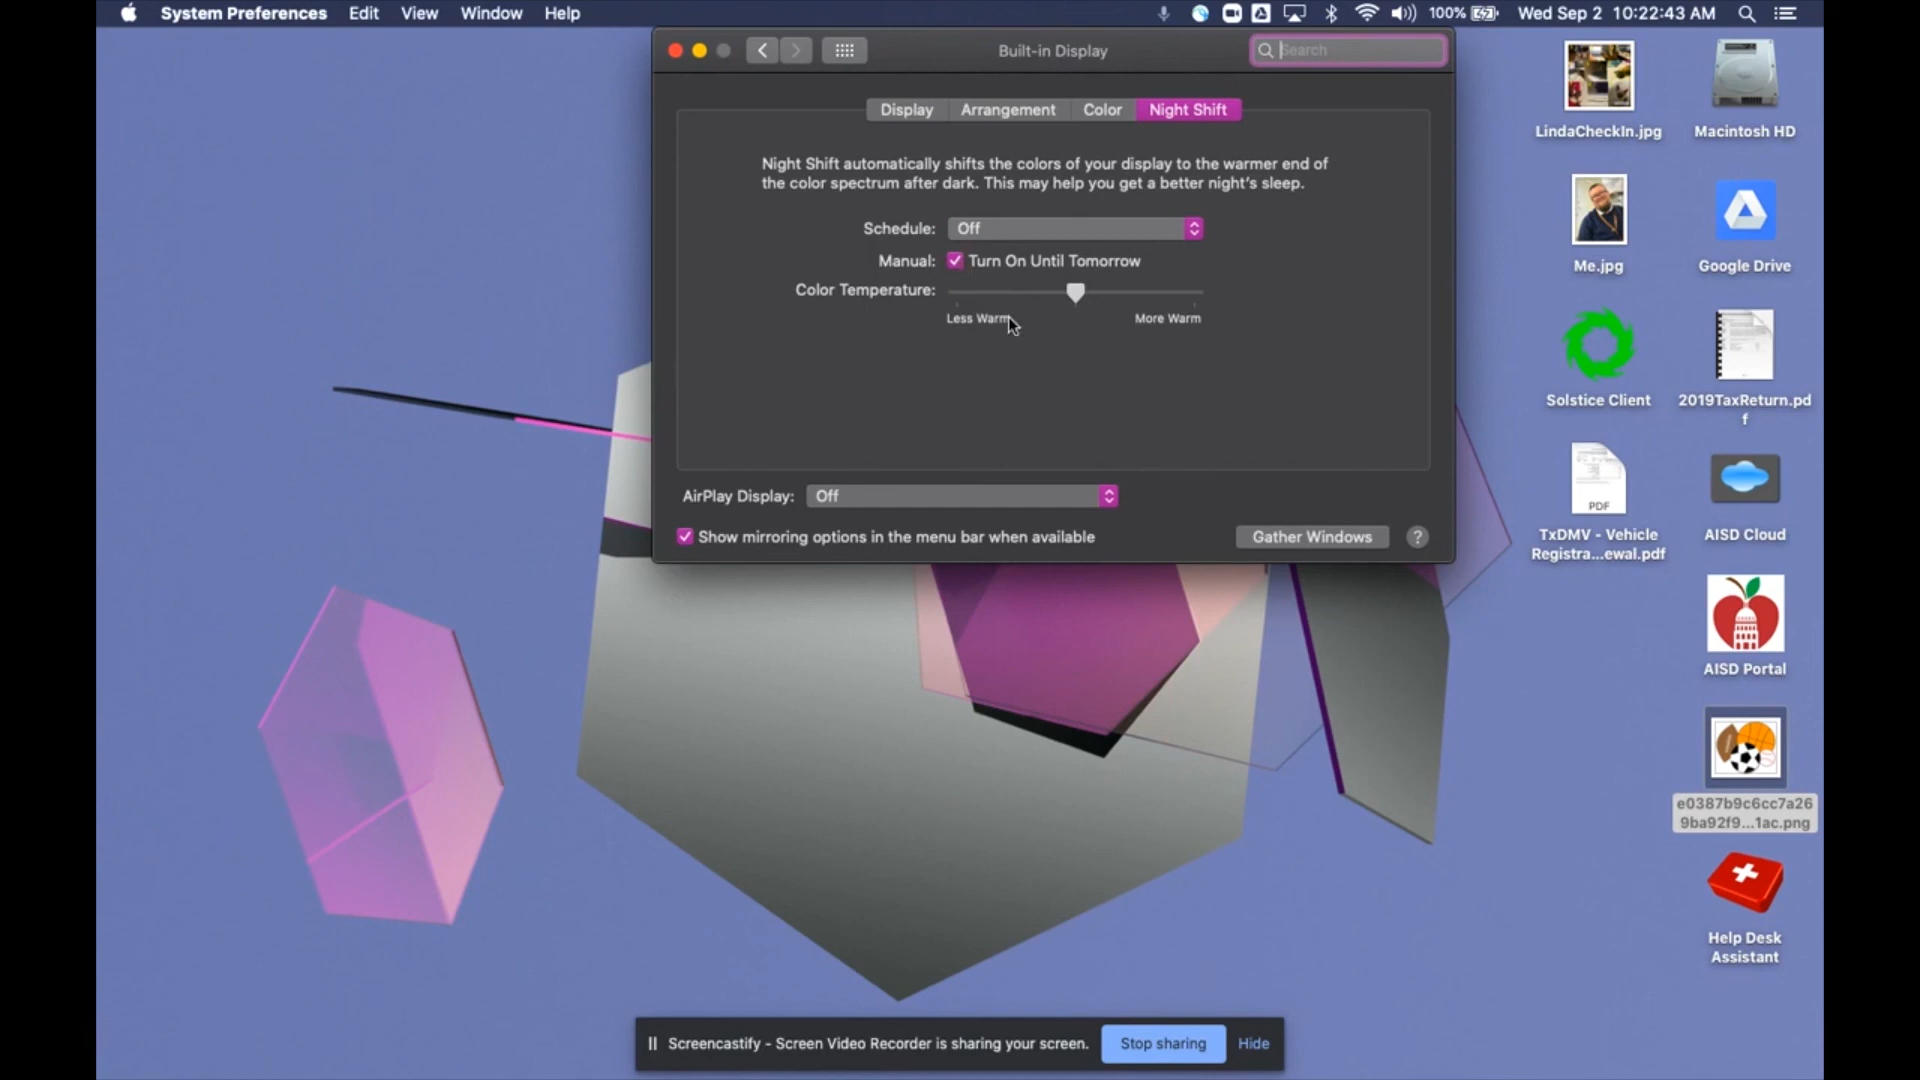 System Preferences Edit View Window Help 100% Wed Sep 2 10:22:43 AM
Built-in Display
Search
Display Arrangement Color Night Shift
Night Shift automatically shifts the colors of your display to the warmer end of
the color spectrum after dark. This may help you get a better night's sleep.
Schedule: Off
Manual: Turn On Until Tomorrow
Color Temperature:
Less Warm More Warm
AirPlay Display: Off
Show mirroring options in the menu bar when available
Gather Windows ?
LindaCheckIn.jpg
Macintosh HD
Me.jpg
Google Drive
Solstice Client
2019TaxReturn.pd
f
PDF
TxDMV - Vehicle
Registra...ewal.pdf
AISD Cloud
AISD Portal
e0387b9c6cc7a26
9ba92f9...1ac.png
Help Desk
Assistant
Screencastify - Screen Video Recorder is sharing your screen. Stop sharing Hide